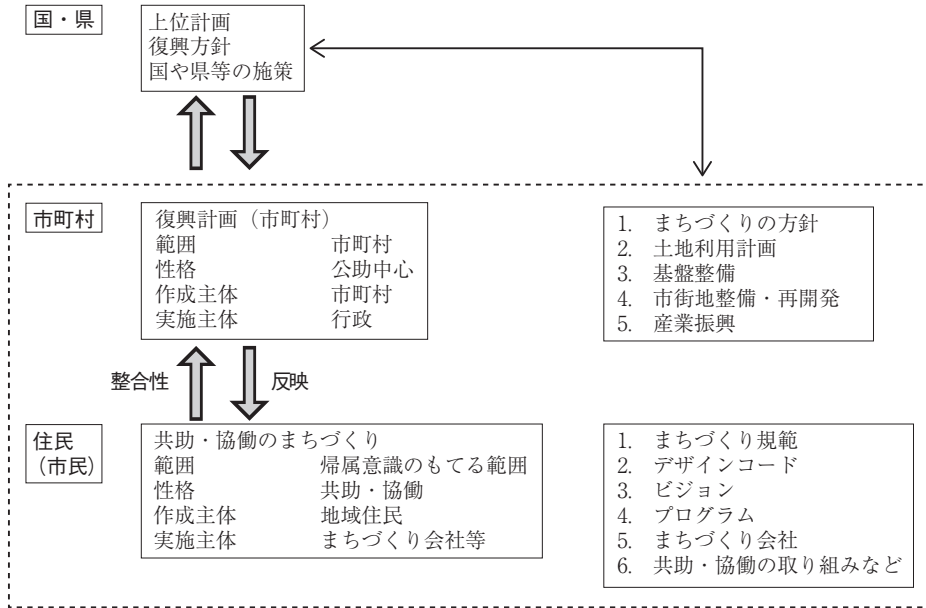 国・県
上位計画
復興方針
国や県等の施策
市町村
復興計画（市町村）
範囲 市町村
性格 公助中心
作成主体 市町村
実施主体 行政
1. まちづくりの方針
2. 土地利用計画
3. 基盤整備
4. 市街地整備・再開発
5. 産業振興
整合性 反映
住民
（市民）
共助・協働のまちづくり
範囲 帰属意識のもてる範囲
性格 共助・協働
作成主体 地域住民
実施主体 まちづくり会社等
1. まちづくり規範
2. デザインコード
3. ビジョン
4. プログラム
5. まちづくり会社
6. 共助・協働の取り組みなど